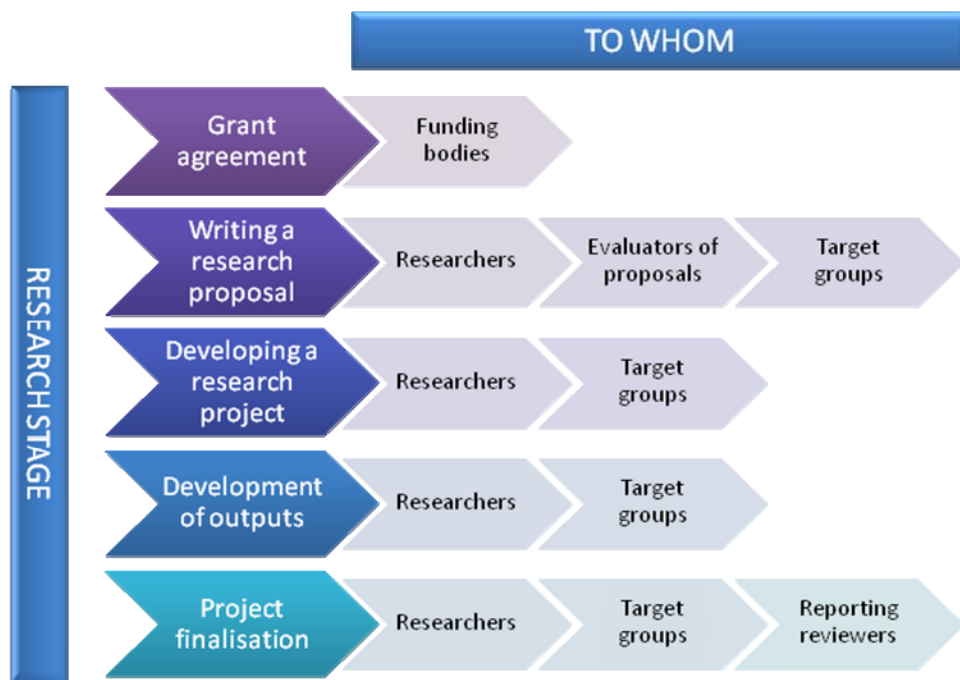 TO WHOM
RESEARCH STAGE
Grant
agreement
Funding
bodies
Writing a
research
proposal
Researchers
Evaluators of
proposals
Target
groups
Developing a
research
project
Researchers
Target
groups
Development
of outputs
Researchers
Target
groups
Project
finalisation
Researchers
Target
groups
Reporting
reviewers